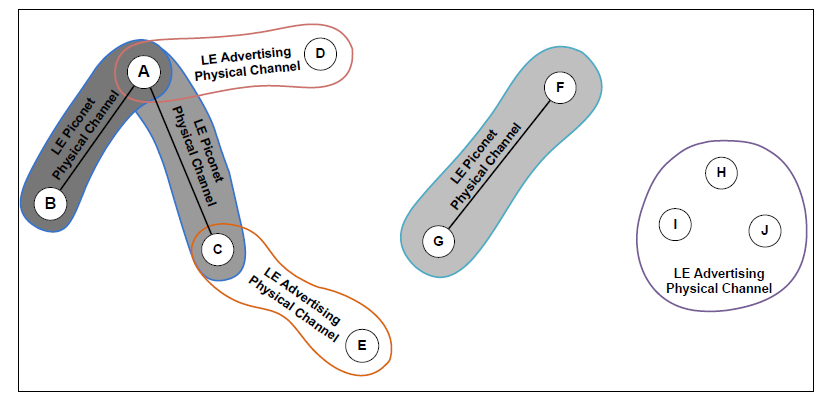 A
LE Advertising
Physical Channel
D
LE Piconet
Physical Channel
LE Piconet
Physical Channel
B
C
LE Advertising
Physical Channel
E
F
LE Piconet
Physical Channel
G
H
I
J
LE Advertising
Physical Channel